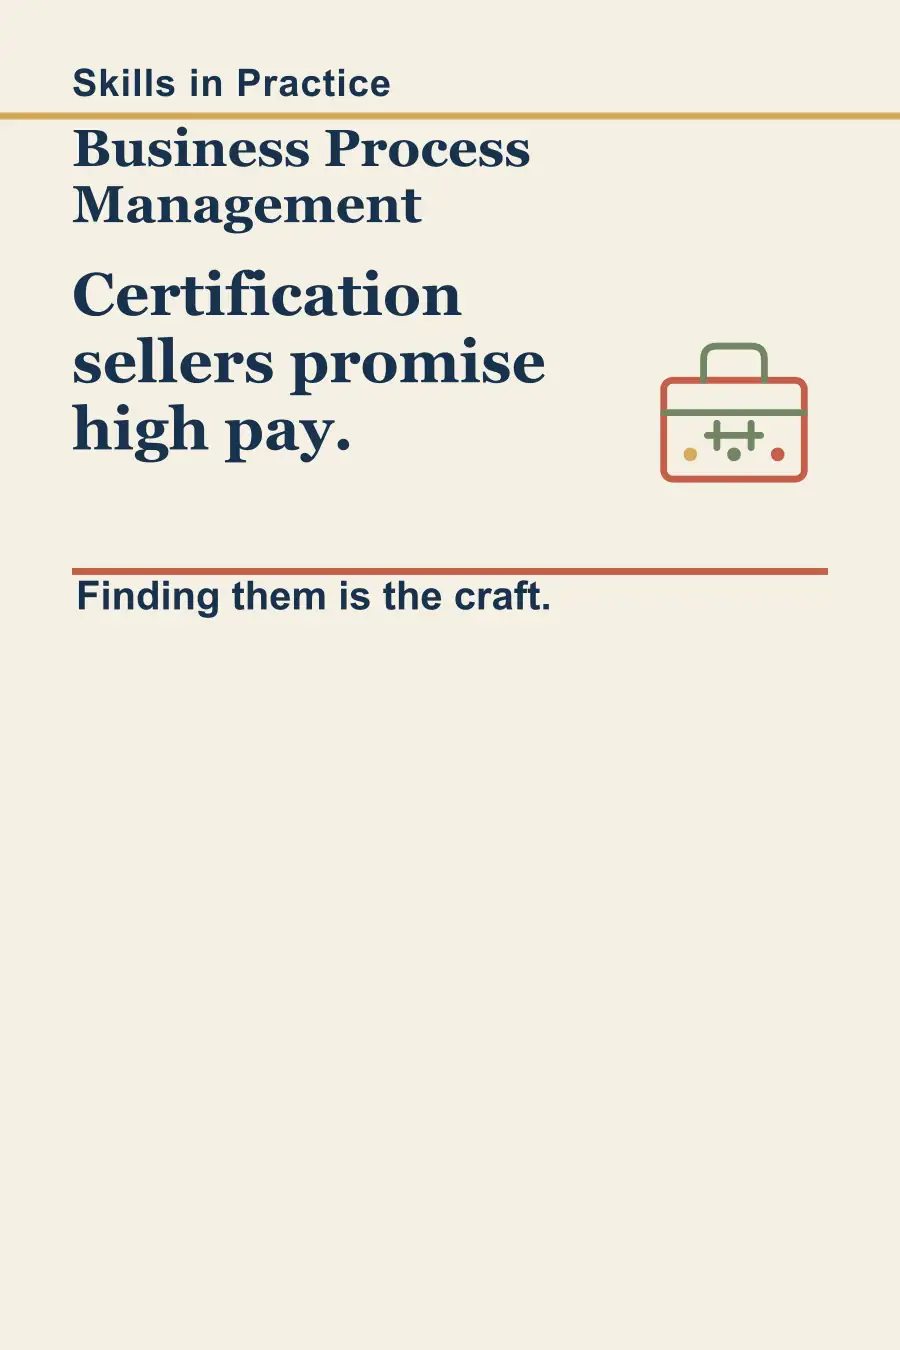 Skills in Practice
Business Process
Management
Certification
sellers promise
high pay.
Finding them is the craft.